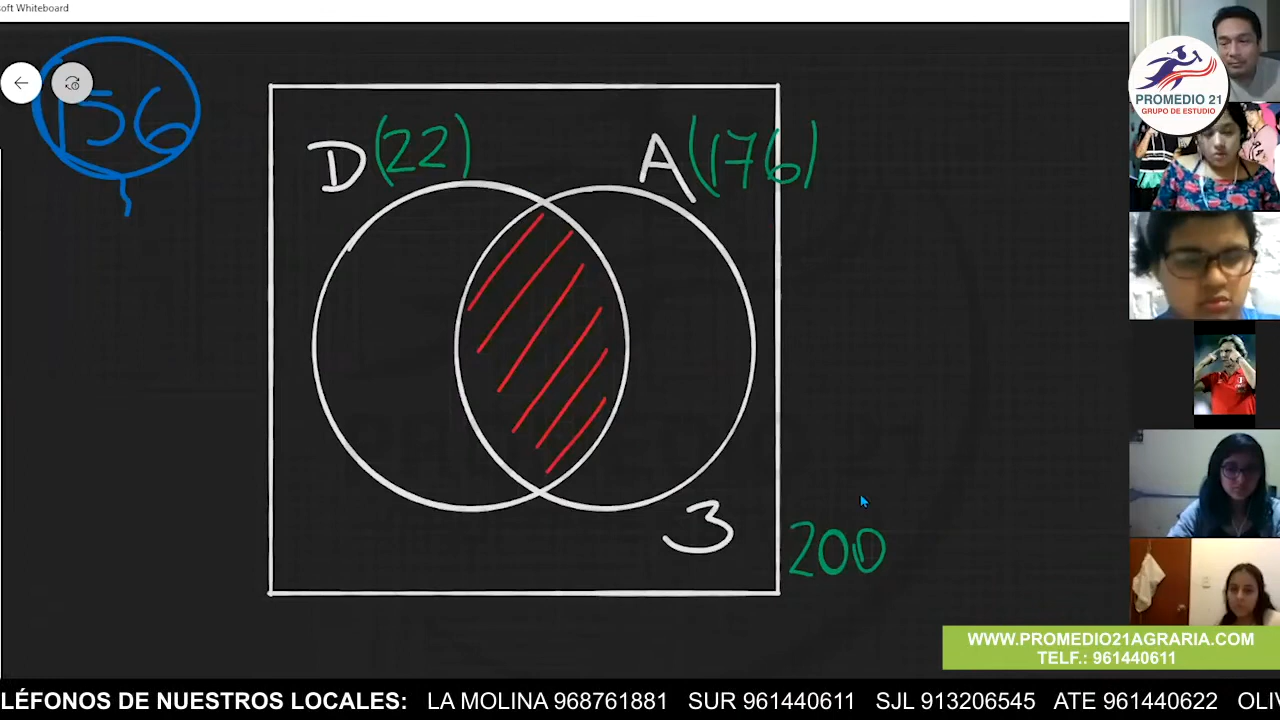 soft Whiteboard
156
D (22)
A (176)
3
200
PROMEDIO 21
GRUPO DE ESTUDIO
WWW.PROMEDIO21AGRARIA.COM
TELF.: 961440611
LÉFONOS DE NUESTROS LOCALES: LA MOLINA 968761881 SUR 961440611 SJL 913206545 ATE 961440622 OLI